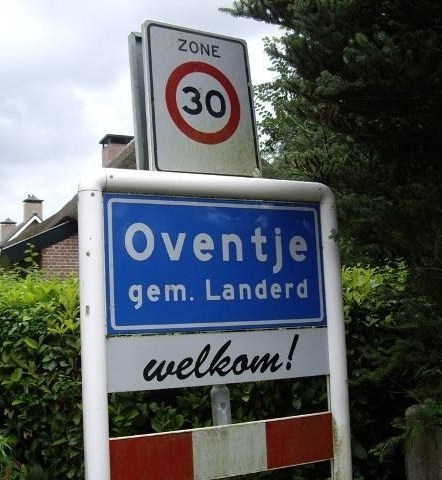 ZONE
30
Oventje
gem. Landerd
welkom!